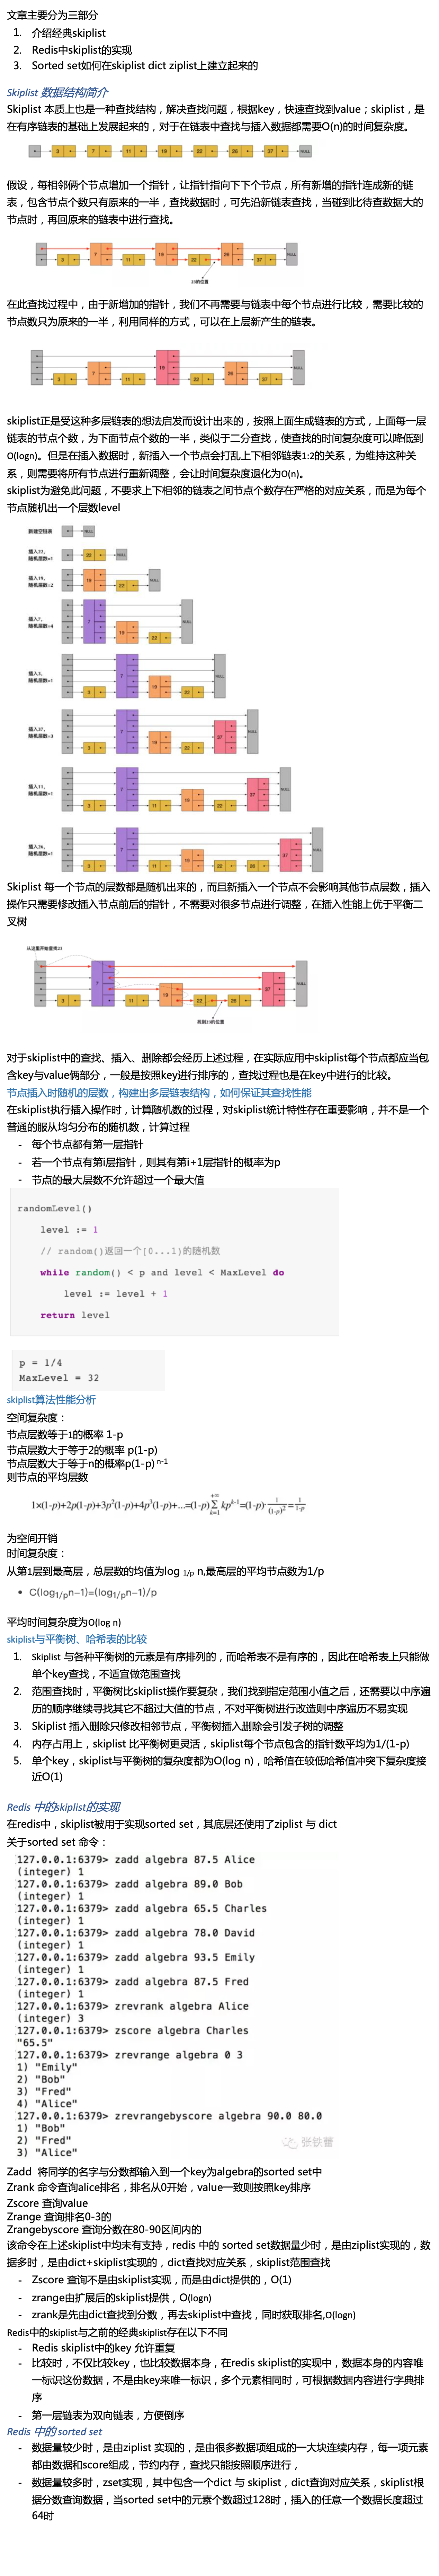 文章主要分为三部分
1. 介绍经典skiplist
2. Redis中skiplist的实现
3. Sorted set如何在skiplist dict ziplist上建立起来的
Skiplist 数据结构简介
Skiplist 本质上也是一种查找结构，解决查找问题，根据key，快速查找到value；skiplist，是
在有序链表的基础上发展起来的，对于在链表中查找与插入数据都需要O(n)的时间复杂度。
3 7 11 19 22 26 37 NULL
假设，每相邻俩个节点增加一个指针，让指针指向下下个节点，所有新增的指针连成新的链
表，包含节点个数只有原来的一半，查找数据时，可先沿新链表查找，当碰到比待查数据大的
节点时，再回原来的链表中进行查找。
3 7 11 19 22 26 37 NULL
23的位置
在此查找过程中，由于新增加的指针，我们不再需要与链表中每个节点进行比较，需要比较的
节点数只为原来的一半，利用同样的方式，可以在上层新产生的链表。
3 7 11 19 22 26 37 NULL
skiplist正是受这种多层链表的想法启发而设计出来的，按照上面生成链表的方式，上面每一层
链表的节点个数，为下面节点个数的一半，类似于二分查找，使查找的时间复杂度可以降低到
O(logn)。但是在插入数据时，新插入一个节点会打乱上下相邻链表1:2的关系，为维持这种关
系，则需要将所有节点进行重新调整，会让时间复杂度退化为O(n)。
skiplist为避免此问题，不要求上下相邻的链表之间节点个数存在严格的对应关系，而是为每个
节点随机出一个层数level
新建空链表 NULL
插入22，
随机层数=1 22 NULL
插入19，
随机层数=2 19 22 NULL
插入7，
随机层数=4 7 19 22 NULL
插入3，
随机层数=1 3 7 19 22 NULL
插入37，
随机层数=3 3 7 19 22 37 NULL
插入11，
随机层数=1 3 7 11 19 22 37 NULL
插入26，
随机层数=1 3 7 11 19 22 26 37 NULL
Skiplist 每一个节点的层数都是随机出来的，而且新插入一个节点不会影响其他节点层数，插入
操作只需要修改插入节点前后的指针，不需要对很多节点进行调整，在插入性能上优于平衡二
叉树
从这里开始查找23
3 7 11 19 22 26 37 NULL
找到23的位置
对于skiplist中的查找、插入、删除都会经历上述过程，在实际应用中skiplist每个节点都应当包
含key与value俩部分，一般是按照key进行排序的，查找过程也是在key中进行的比较。
节点插入时随机的层数，构建出多层链表结构，如何保证其查找性能
在skiplist执行插入操作时，计算随机数的过程，对skiplist统计特性存在重要影响，并不是一个
普通的服从均匀分布的随机数，计算过程
- 每个节点都有第一层指针
- 若一个节点有第i层指针，则其有第i+1层指针的概率为p
- 节点的最大层数不允许超过一个最大值
randomLevel()
level := 1
// random()返回一个[0...1)的随机数
while random() < p and level < MaxLevel do
level := level + 1
return level
p = 1/4
MaxLevel = 32
skiplist算法性能分析
空间复杂度：
节点层数等于1的概率 1-p
节点层数大于等于2的概率 p(1-p)
节点层数大于等于n的概率p(1-p) n-1
则节点的平均层数
1×(1-p)+2p(1-p)+3p²(1-p)+4p³(1-p)+...=(1-p)∑_{k=1}^{+∞} kp^{k-1}=(1-p)·1/(1-p)²=1/(1-p)
为空间开销
时间复杂度：
从第1层到最高层，总层数的均值为log 1/p n,最高层的平均节点数为1/p
• C(log1/pn−1)=(log1/pn−1)/p
平均时间复杂度为O(log n)
skiplist与平衡树、哈希表的比较
1. Skiplist 与各种平衡树的元素是有序排列的，而哈希表不是有序的，因此在哈希表上只能做
单个key查找，不适宜做范围查找
2. 范围查找时，平衡树比skiplist操作要复杂，我们找到指定范围小值之后，还需要以中序遍
历的顺序继续寻找其它不超过大值的节点，不对平衡树进行改造则中序遍历不易实现
3. Skiplist 插入删除只修改相邻节点，平衡树插入删除会引发子树的调整
4. 内存占用上，skiplist 比平衡树更灵活，skiplist每个节点包含的指针数平均为1/(1-p)
5. 单个key，skiplist与平衡树的复杂度都为O(log n)，哈希值在较低哈希值冲突下复杂度接
近O(1)
Redis 中的skiplist的实现
在redis中，skiplist被用于实现sorted set，其底层还使用了ziplist 与 dict
关于sorted set 命令：
127.0.0.1:6379> zadd algebra 87.5 Alice
(integer) 1
127.0.0.1:6379> zadd algebra 89.0 Bob
(integer) 1
127.0.0.1:6379> zadd algebra 65.5 Charles
(integer) 1
127.0.0.1:6379> zadd algebra 78.0 David
(integer) 1
127.0.0.1:6379> zadd algebra 93.5 Emily
(integer) 1
127.0.0.1:6379> zadd algebra 87.5 Fred
(integer) 1
127.0.0.1:6379> zrevrank algebra Alice
(integer) 3
127.0.0.1:6379> zscore algebra Charles
"65.5"
127.0.0.1:6379> zrevrange algebra 0 3
1) "Emily"
2) "Bob"
3) "Fred"
4) "Alice"
127.0.0.1:6379> zrevrangebyscore algebra 90.0 80.0
1) "Bob"
2) "Fred"
3) "Alice"
张铁蕾
Zadd 将同学的名字与分数都输入到一个key为algebra的sorted set中
Zrank 命令查询alice排名，排名从0开始，value一致则按照key排序
Zscore 查询value
Zrange 查询排名0-3的
Zrangebyscore 查询分数在80-90区间内的
该命令在上述skiplist中均未有支持，redis 中的 sorted set数据量少时，是由ziplist实现的，数
据多时，是由dict+skiplist实现的，dict查找对应关系，skiplist范围查找
- Zscore 查询不是由skiplist实现，而是由dict提供的，O(1)
- zrange由扩展后的skiplist提供，O(logn)
- zrank是先由dict查找到分数，再去skiplist中查找，同时获取排名,O(logn)
Redis中的skiplist与之前的经典skiplist存在以下不同
- Redis skiplist中的key 允许重复
- 比较时，不仅比较key，也比较数据本身，在redis skiplist的实现中，数据本身的内容唯
一标识这份数据，不是由key来唯一标识，多个元素相同时，可根据数据内容进行字典排
序
- 第一层链表为双向链表，方便倒序
Redis 中的 sorted set
- 数据量较少时，是由ziplist 实现的，是由很多数据项组成的一大块连续内存，每一项元素
都由数据和score组成，节约内存，查找只能按照顺序进行，
- 数据量较多时，zset实现，其中包含一个dict 与 skiplist，dict查询对应关系，skiplist根
据分数查询数据，当sorted set中的元素个数超过128时，插入的任意一个数据长度超过
64时